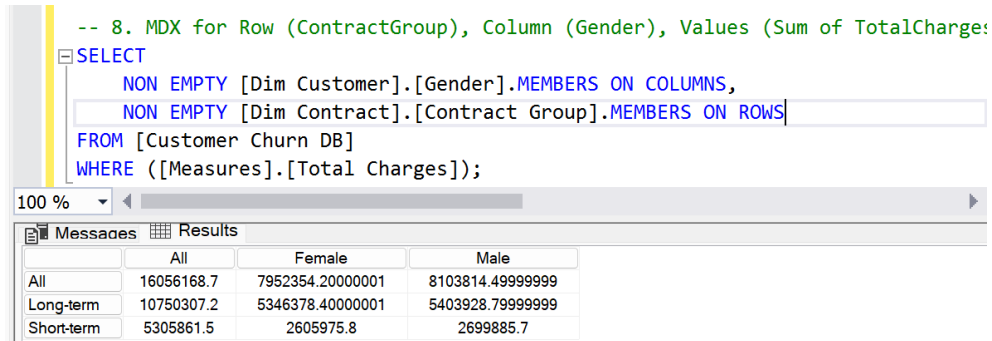 -- 8. MDX for Row (ContractGroup), Column (Gender), Values (Sum of TotalCharges
SELECT
NON EMPTY [Dim Customer].[Gender].MEMBERS ON COLUMNS,
NON EMPTY [Dim Contract].[Contract Group].MEMBERS ON ROWS
FROM [Customer Churn DB]
WHERE ([Measures].[Total Charges]);
100 %
Messages Results
All Female Male
All 16056168.7 7952354.20000001 8103814.49999999
Long-term 10750307.2 5346378.40000001 5403928.79999999
Short-term 5305861.5 2605975.8 2699885.7